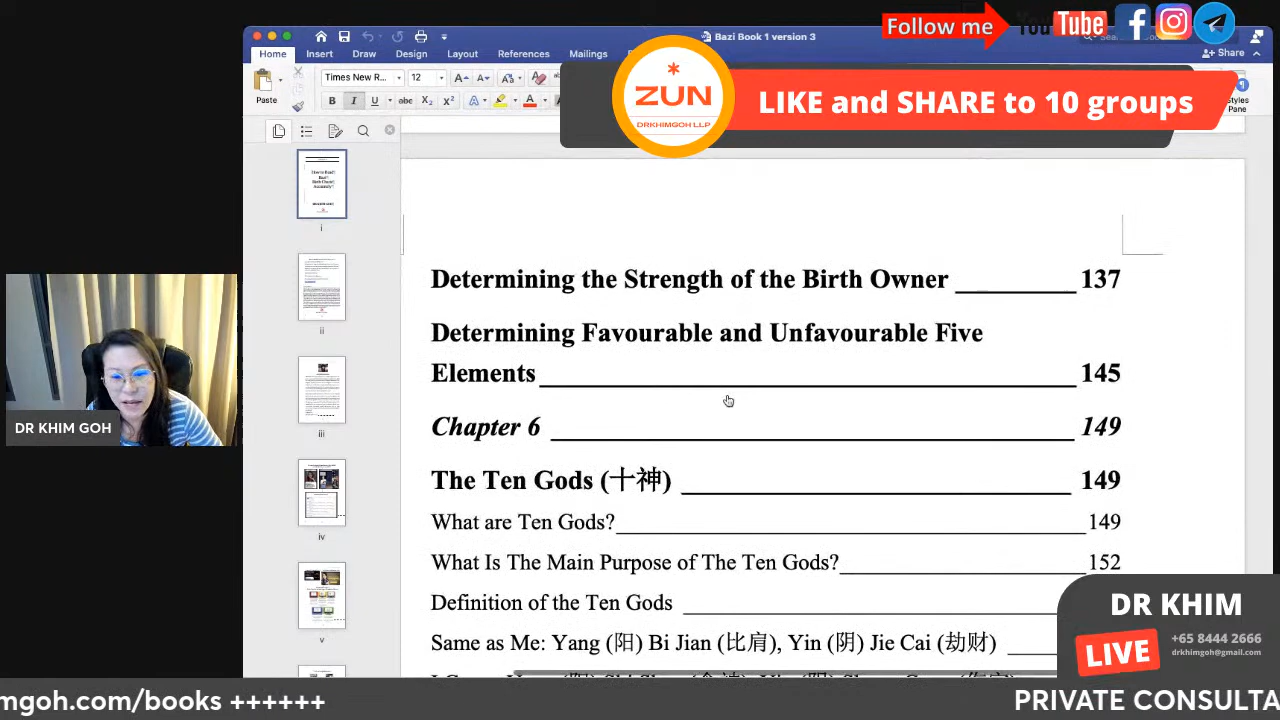 Follow me
You Tube
Bazi Book 1 version 3
Home Insert Draw Design Layout References Mailings
Share
Paste
Times New R... 12
Styles
Pane
ZUN
DRKHIMGOH LLP
LIKE and SHARE to 10 groups
i
ii
iii
iv
v
Determining the Strength of the Birth Owner 137
Determining Favourable and Unfavourable Five
Elements 145
Chapter 6 149
The Ten Gods (十神) 149
What are Ten Gods? 149
What Is The Main Purpose of The Ten Gods? 152
Definition of the Ten Gods
Same as Me: Yang (阳) Bi Jian (比肩), Yin (阴) Jie Cai (劫财)
DR KHIM GOH
DR KHIM
LIVE
+65 8444 2666
drkhimgoh@gmail.com
mgoh.com/books ++++++
PRIVATE CONSULTA